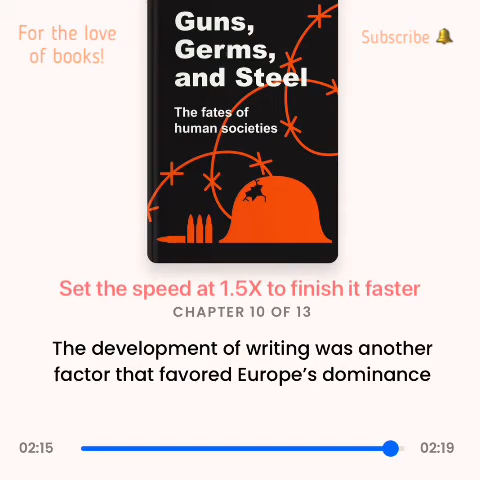 For the love
of books!
Subscribe 🔔
Guns,
Germs,
and Steel
The fates of
human societies
Set the speed at 1.5X to finish it faster
CHAPTER 10 OF 13
The development of writing was another
factor that favored Europe’s dominance
02:15
02:19